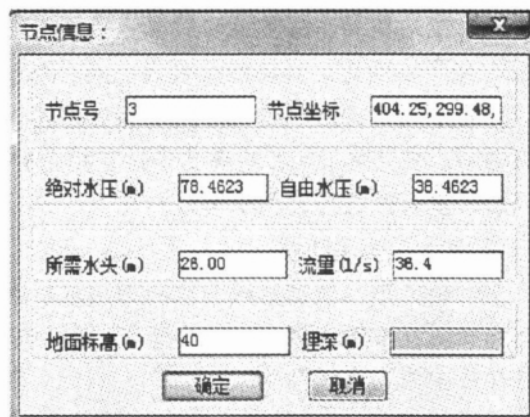 节点信息：
节点号 3 节点坐标 404.25,299.48,
绝对水压(m) 78.4623 自由水压(m) 38.4623
所需水头(m) 28.00 流量(l/s) 38.4
地面标高(m) 40 埋深(m)
确定 取消